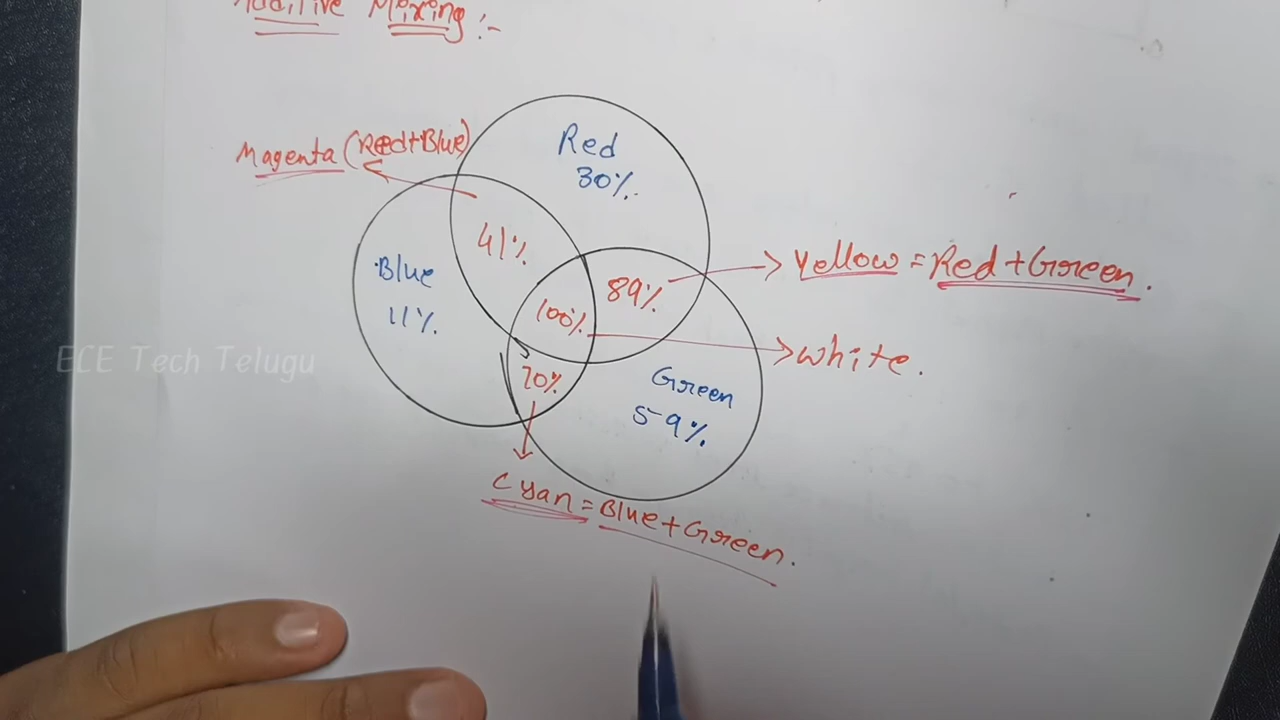 Additive Mixing :-
Magenta (Red+Blue)
Red
30%.
41%
Blue
11%.
89%
Yellow = Red + Green.
100%
White.
70%
Green
59%.
Cyan = Blue + Green.
ECE Tech Telugu